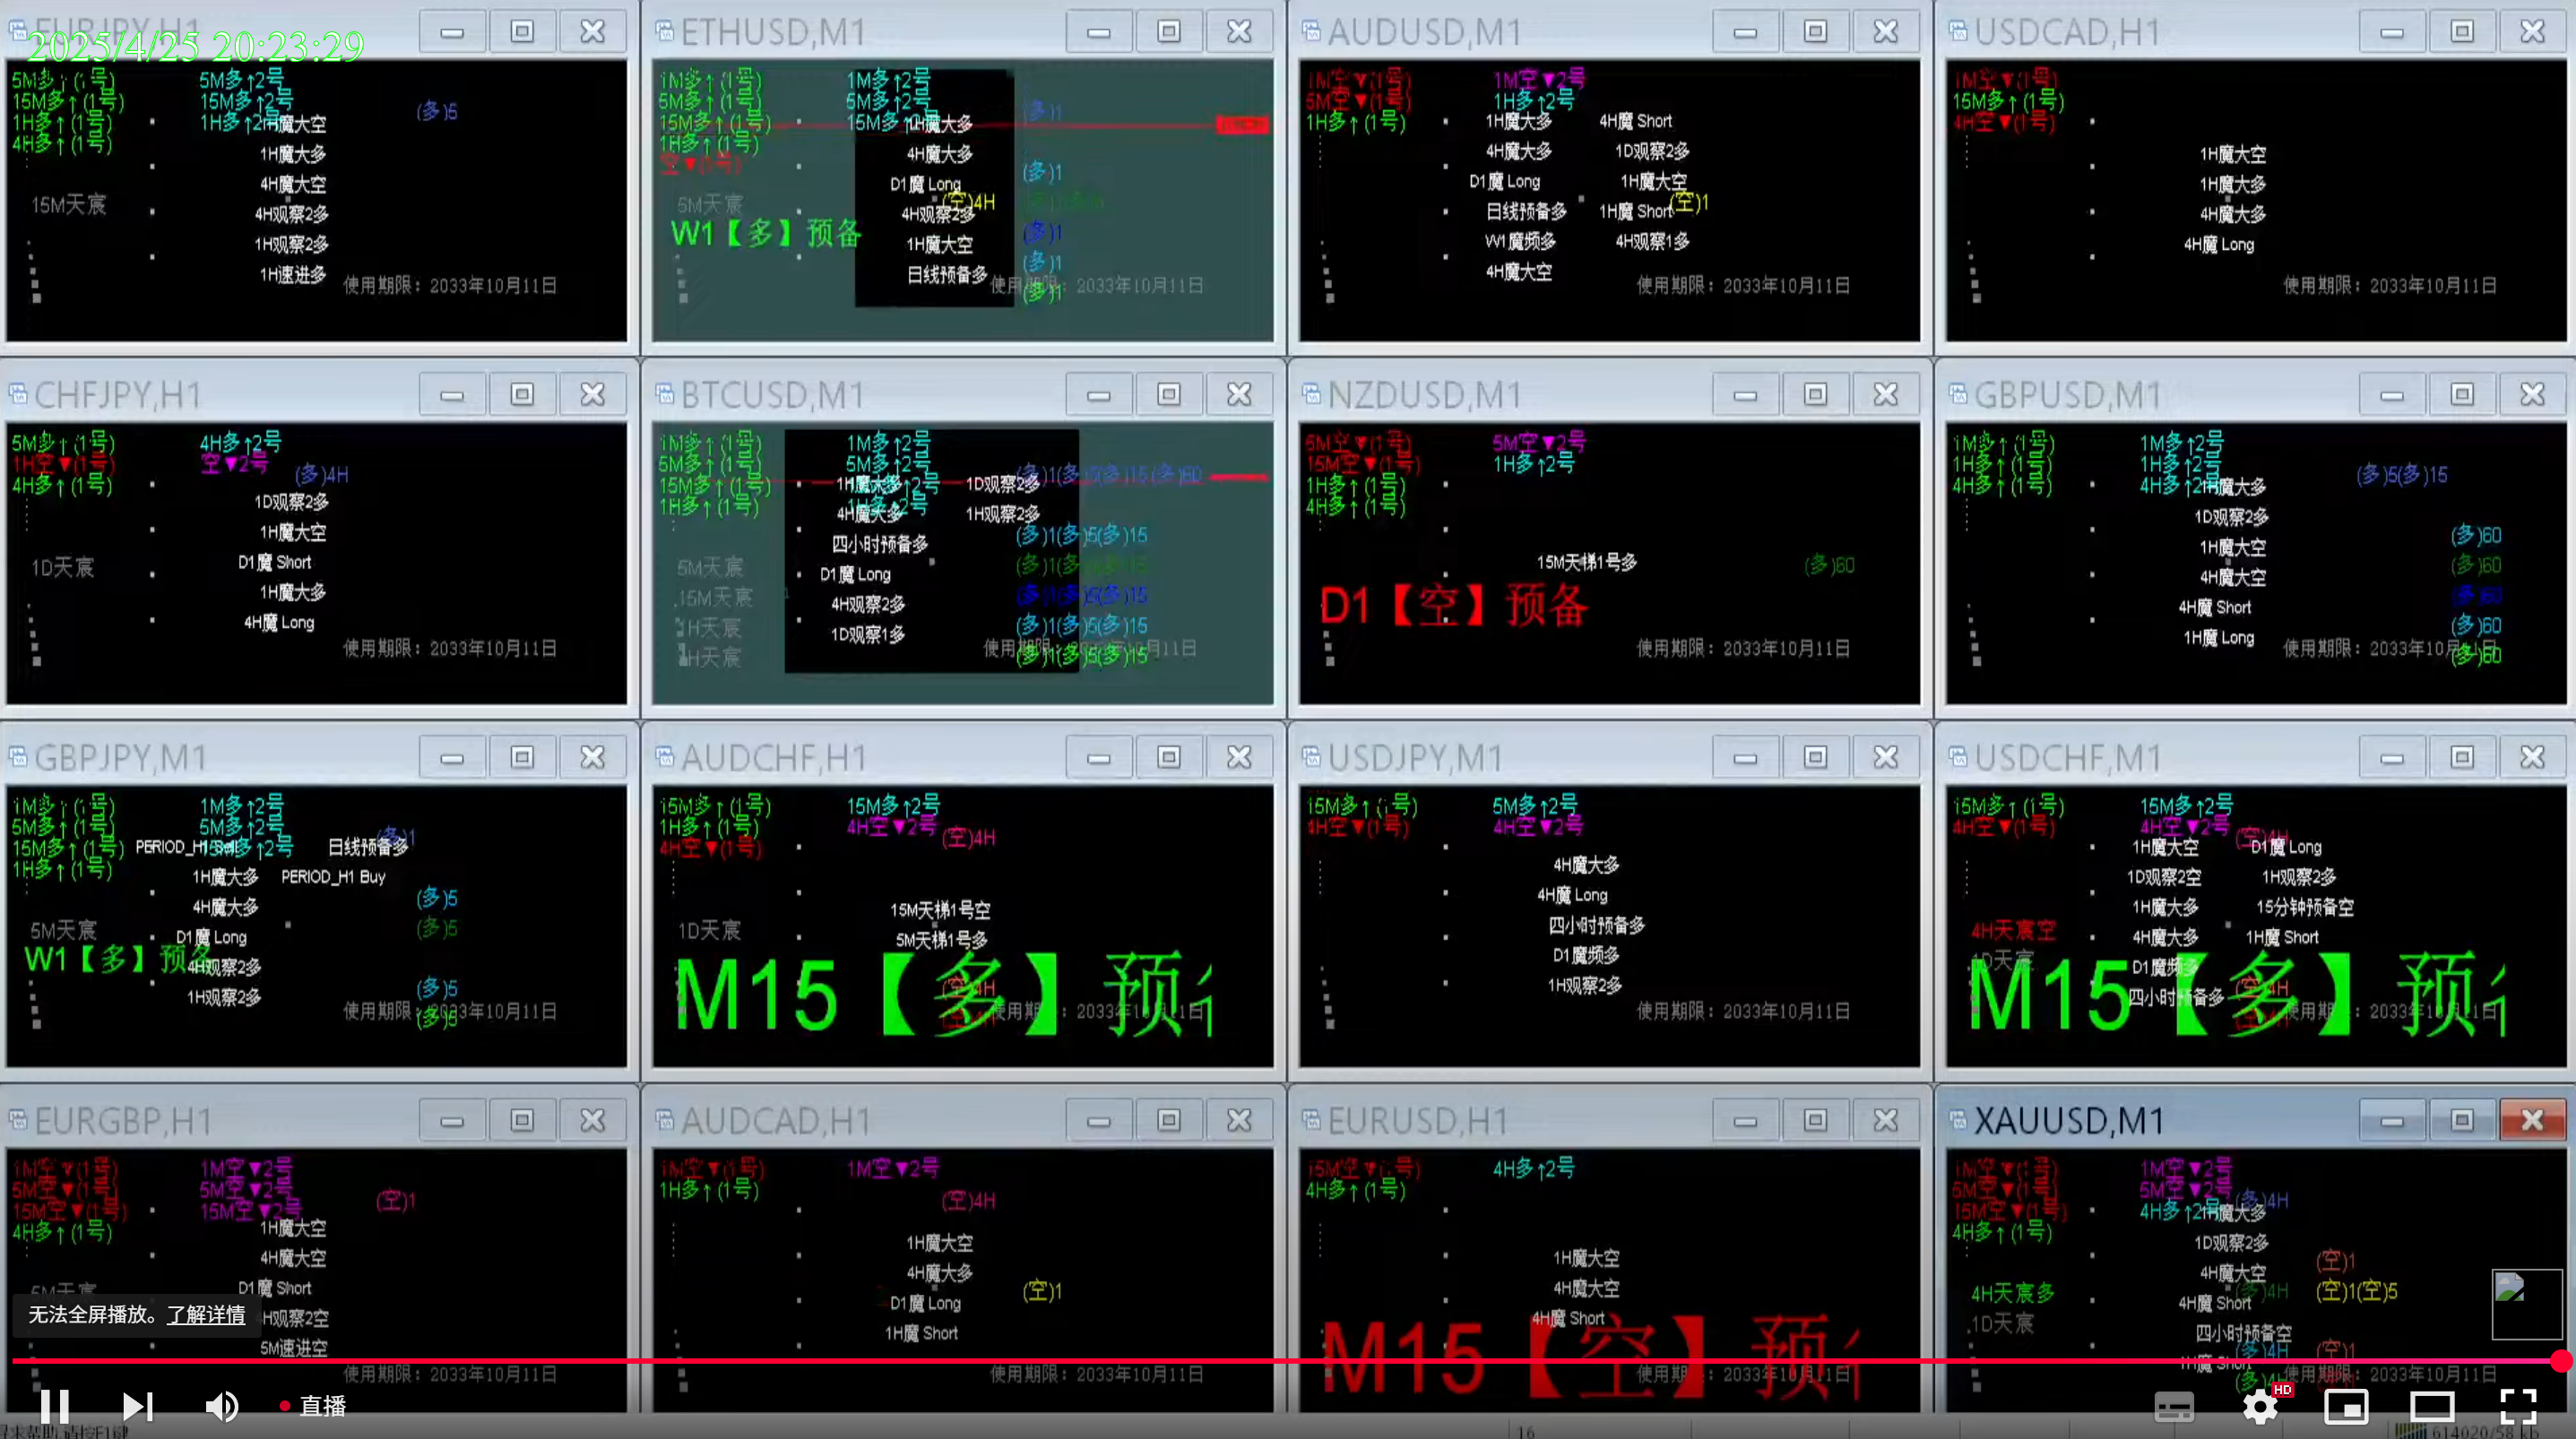 EURJPY,H1
2025/4/25 20:23:29
5M多↑(1号)
15M多↑(1号)
1H多↑(1号)
4H多↑(1号)
5M多↑2号
15M多↑2号
1H多↑2号
(多)5
1H魔大空
1H魔大多
4H魔大空
4H观察2多
1H观察2多
1H速进多
15M天宸
使用期限：2033年10月11日
ETHUSD,M1
1M多↑(1号)
5M多↑(1号)
15M多↑(1号)
1H多↑(1号)
空▼(1号)
1M多↑2号
5M多↑2号
15M多↑2号
1H魔大多
4H魔大多
D1魔 Long
4H观察2多
1H魔大空
日线预备多
(空)4H
(多)1
(多)1
(多)1
(多)1
(多)1
5M天宸
W1【多】预备
使用期限：2033年10月11日
AUDUSD,M1
1M空▼(1号)
5M空▼(1号)
1H多↑(1号)
1M空▼2号
1H多↑2号
1H魔大多
4H魔大多
D1魔 Long
日线预备多
W1魔频多
4H魔大空
4H魔 Short
1D观察2多
1H魔大空
1H魔 Short
4H观察1多
(空)1
使用期限：2033年10月11日
USDCAD,H1
1M空▼(1号)
15M多↑(1号)
4H空▼(1号)
1H魔大空
1H魔大多
4H魔大多
4H魔 Long
使用期限：2033年10月11日
CHFJPY,H1
5M多↑(1号)
1H空▼(1号)
4H多↑(1号)
4H多↑2号
空▼2号
(多)4H
1D观察2多
1H魔大空
D1魔 Short
1H魔大多
4H魔 Long
1D天宸
使用期限：2033年10月11日
BTCUSD,M1
1M多↑(1号)
5M多↑(1号)
15M多↑(1号)
1H多↑(1号)
1M多↑2号
5M多↑2号
1H魔大多
4H魔大多
四小时预备多
D1魔 Long
4H观察2多
1D观察1多
1D观察2多
1H观察2多
(多)1(多)5(多)15(多)60
(多)1(多)5(多)15
(多)1(多)5(多)15
(多)1(多)5(多)15
(多)1(多)5(多)15
(多)1(多)5(多)15
5M天宸
15M天宸
1H天宸
使用期限：2033年10月11日
NZDUSD,M1
5M空▼(1号)
15M空▼(1号)
1H多↑(1号)
4H多↑(1号)
5M空▼2号
1H多↑2号
15M天梯1号多
(多)60
D1【空】预备
使用期限：2033年10月11日
GBPUSD,M1
1M多↑(1号)
1H多↑(1号)
4H多↑(1号)
1M多↑2号
1H多↑2号
4H多↑2号
(多)5(多)15
1H魔大多
1D观察2多
1H魔大空
4H魔大多
4H魔 Short
1H魔 Long
(多)60
(多)60
(多)60
(多)60
(多)60
使用期限：2033年10月11日
GBPJPY,M1
1M多↑(1号)
5M多↑(1号)
15M多↑(1号)
1H多↑(1号)
1M多↑2号
5M多↑2号
15M多↑2号
(多)1
PERIOD_H1
日线预备多
1H魔大多
PERIOD_H1 Buy
4H魔大多
D1魔 Long
4H观察2多
1H观察2多
(多)5
(多)5
(多)5
(多)5
5M天宸
W1【多】预备
使用期限：2033年10月11日
AUDCHF,H1
15M多↑(1号)
1H多↑(1号)
4H空▼(1号)
15M多↑2号
4H空▼2号
(空)4H
15M天梯1号空
5M天梯1号多
1D天宸
M15【多】预
(空)4H
使用期限：2033年10月11日
USDJPY,M1
15M多↑(1号)
4H空▼(1号)
5M多↑2号
4H空▼2号
4H魔大多
4H魔 Long
四小时预备多
D1魔频多
1H观察2多
使用期限：2033年10月11日
USDCHF,M1
15M多↑(1号)
4H空▼(1号)
15M多↑2号
4H空▼2号
(空)4H
1H魔大空
1D观察2空
1H魔大多
4H魔大多
D1魔频多
四小时预备多
D1魔 Long
1H观察2多
15分钟预备空
1H魔 Short
4H天宸空
1D天宸
M15【多】预
使用期限：2033年10月11日
EURGBP,H1
1M空▼(1号)
5M空▼(1号)
15M空▼(1号)
4H多↑(1号)
1M空▼2号
5M空▼2号
15M空▼2号
(空)1
1H魔大空
4H魔大空
D1魔 Short
4H观察2空
5M速进空
5M天宸
使用期限：2033年10月11日
AUDCAD,H1
1M空▼(1号)
1H多↑(1号)
1M空▼2号
(空)4H
1H魔大空
4H魔大多
D1魔 Long
1H魔 Short
(空)1
使用期限：2033年10月11日
EURUSD,H1
15M空▼(1号)
4H多↑(1号)
4H多↑2号
1H魔大空
4H魔大空
4H魔 Short
M15【空】预
使用期限：2033年10月11日
XAUUSD,M1
1M空▼(1号)
5M空▼(1号)
15M空▼(1号)
4H多↑(1号)
1M空▼2号
5M空▼2号
4H多↑2号
(多)4H
1H魔大多
1D观察2多
4H魔大空
4H魔 Short
四小时预备空
1H魔 Short
(空)1
(空)1(空)5
(多)4H
(多)4H
(空)1
(多)4H
4H天宸多
1D天宸
使用期限：2033年10月11日
无法全屏播放。了解详情
直播
HD
16
614020/58 kb